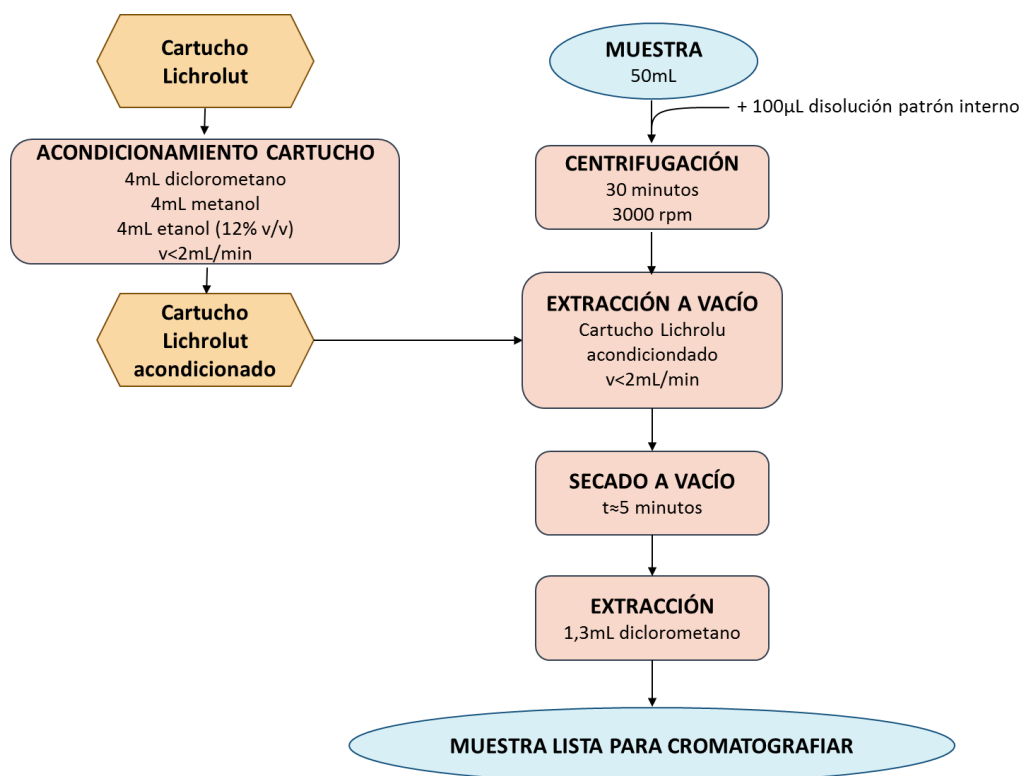 Cartucho
Lichrolut
ACONDICIONAMIENTO CARTUCHO
4mL diclorometano
4mL metanol
4mL etanol (12% v/v)
v<2mL/min
Cartucho
Lichrolut
acondicionado
MUESTRA
50mL
+ 100µL disolución patrón interno
CENTRIFUGACIÓN
30 minutos
3000 rpm
EXTRACCIÓN A VACÍO
Cartucho Lichrolu
acondiciondado
v<2mL/min
SECADO A VACÍO
t≈5 minutos
EXTRACCIÓN
1,3mL diclorometano
MUESTRA LISTA PARA CROMATOGRAFIAR